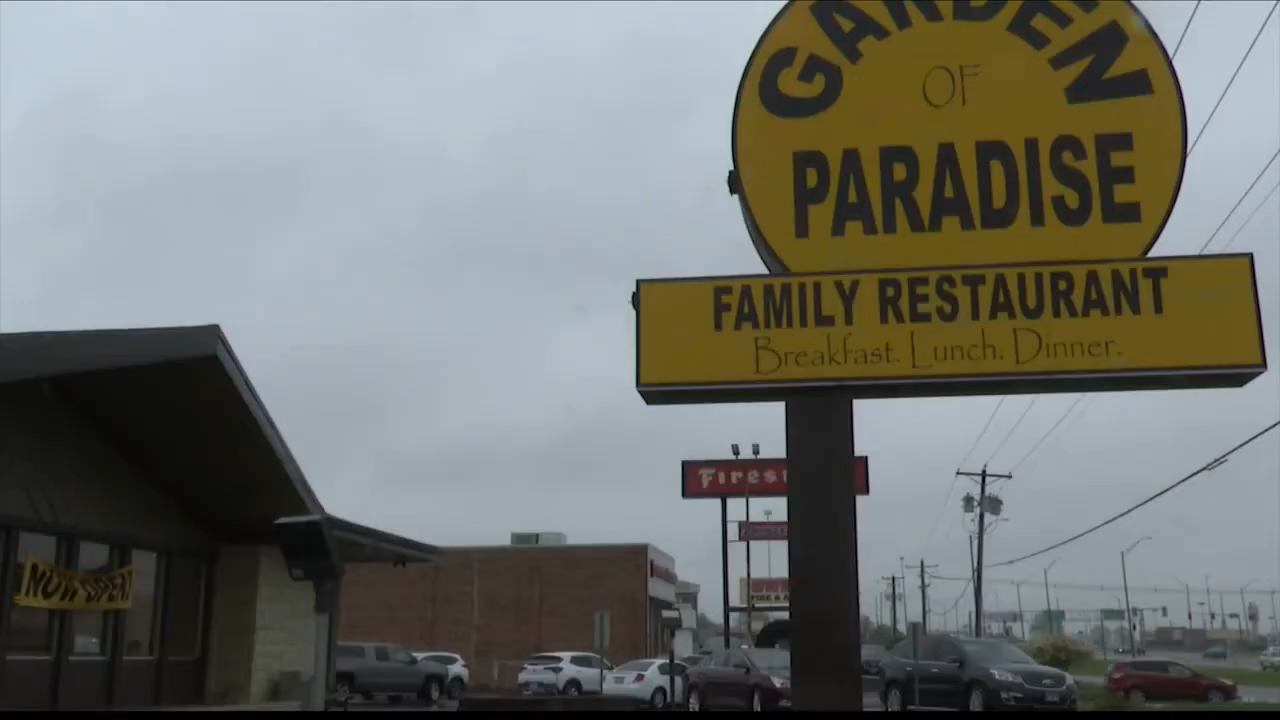 GARDEN
OF
PARADISE
FAMILY RESTAURANT
Breakfast. Lunch. Dinner.
NOW OPEN